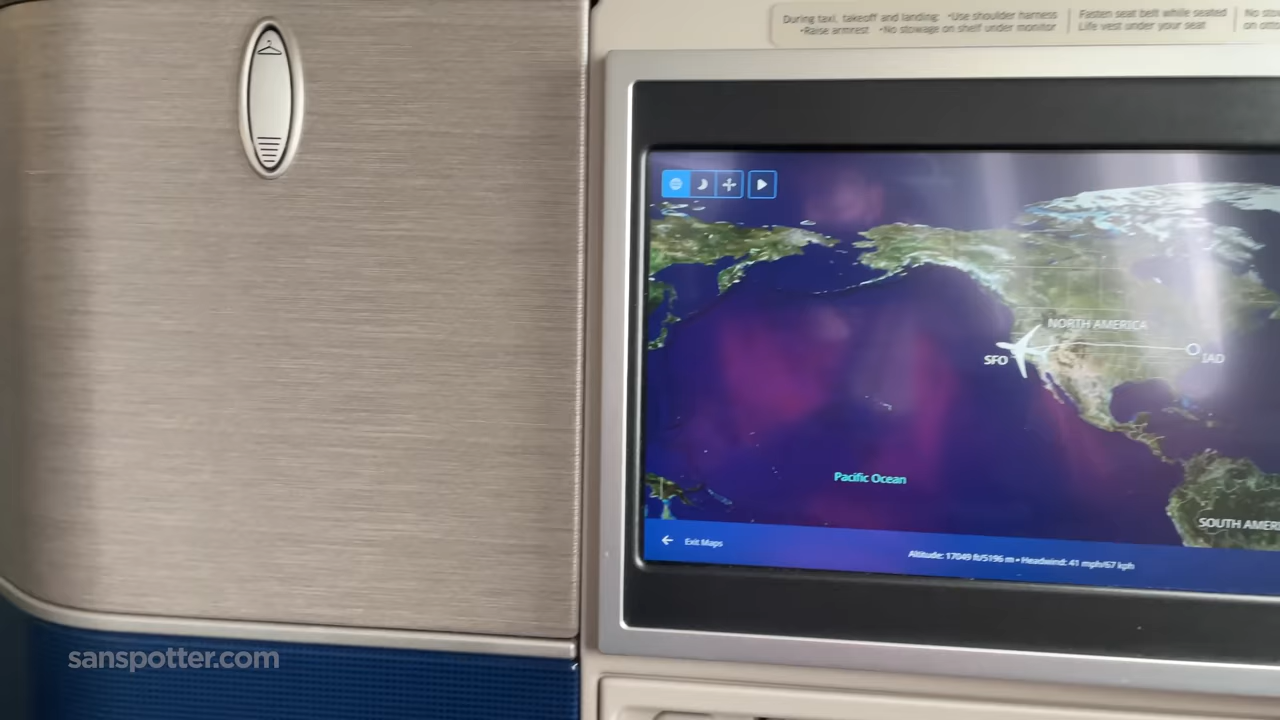 During taxi, takeoff and landing: •Use shoulder harness
•Raise armrest •No stowage on shelf under monitor
Fasten seat belt while seated
Life vest under your seat
No
on
NORTH AMERICA
SFO
IAD
Pacific Ocean
SOUTH
Exit Maps
Altitude: 17049 ft/5196 m • Headwind: 41 mph/67 kph
sanspotter.com